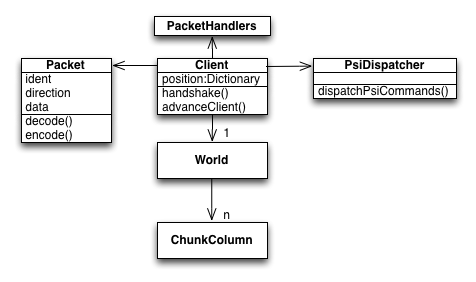 PacketHandlers
Packet
ident
direction
data
decode()
encode()
Client
position:Dictionary
handshake()
advanceClient()
PsiDispatcher
dispatchPsiCommands()
1
World
n
ChunkColumn